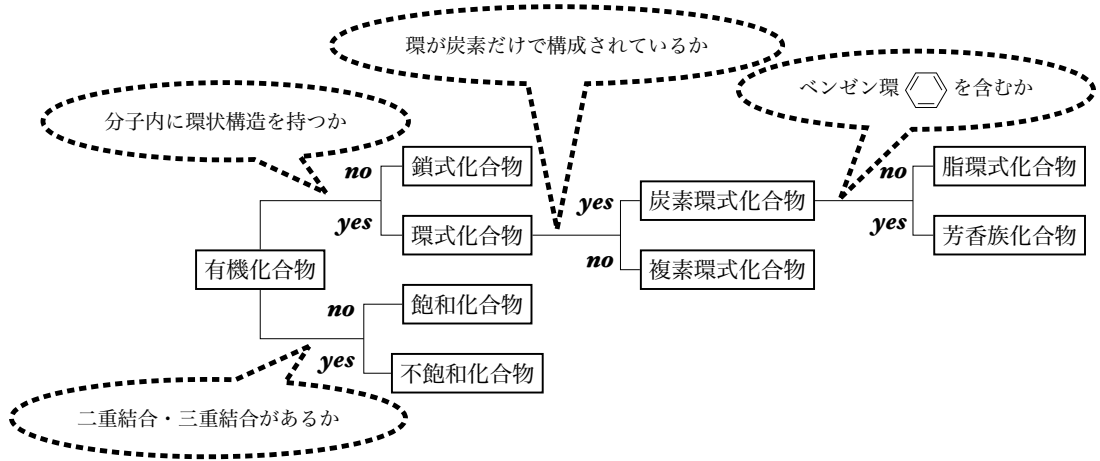 環が炭素だけで構成されているか
ベンゼン環 を含むか
分子内に環状構造を持つか
no
鎖式化合物
yes
環式化合物
yes
炭素環式化合物
no
複素環式化合物
no
脂環式化合物
yes
芳香族化合物
有機化合物
no
飽和化合物
yes
不飽和化合物
二重結合・三重結合があるか